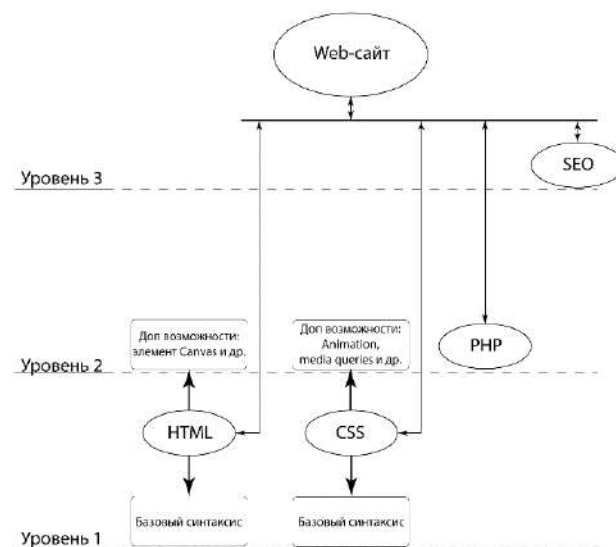 Web-сайт
SEO
Уровень 3
Доп возможности:
элемент Canvas и др.
Доп возможности:
Animation,
media queries и др.
PHP
Уровень 2
HTML
CSS
Базовый синтаксис
Базовый синтаксис
Уровень 1